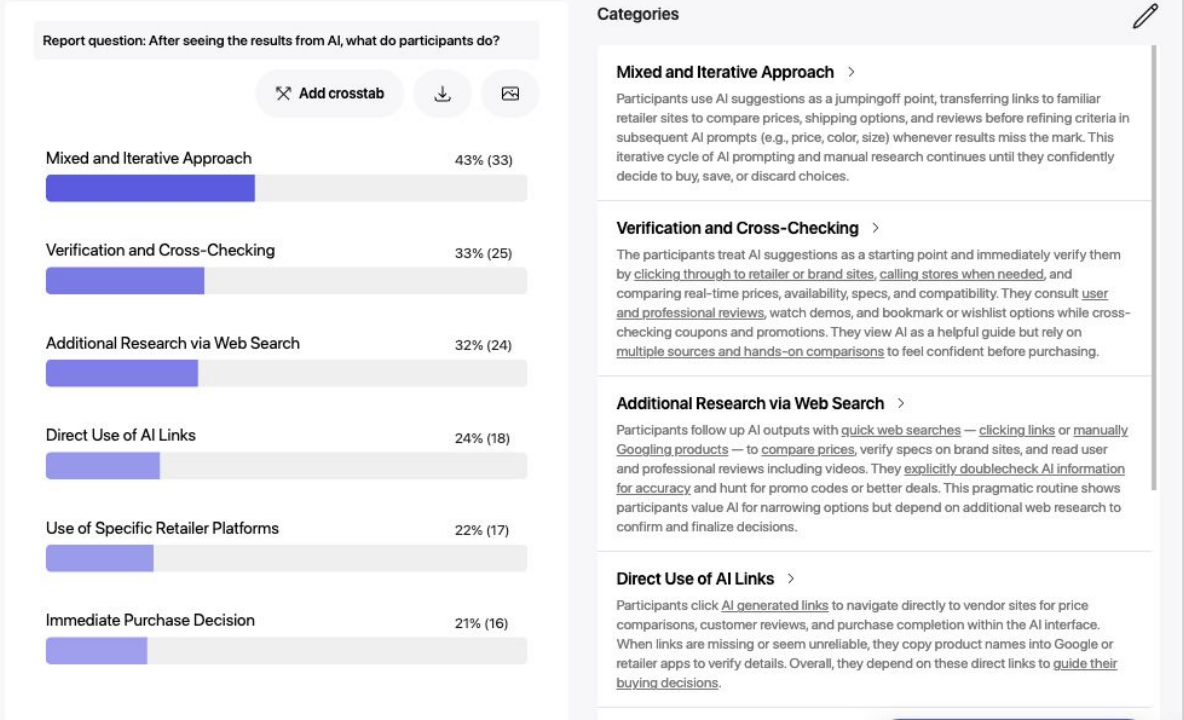 Report question: After seeing the results from AI, what do participants do?
Add crosstab
Mixed and Iterative Approach 43% (33)
Verification and Cross-Checking 33% (25)
Additional Research via Web Search 32% (24)
Direct Use of AI Links 24% (18)
Use of Specific Retailer Platforms 22% (17)
Immediate Purchase Decision 21% (16)
Categories
Mixed and Iterative Approach
Participants use AI suggestions as a jumpingoff point, transferring links to familiar
retailer sites to compare prices, shipping options, and reviews before refining criteria in
subsequent AI prompts (e.g., price, color, size) whenever results miss the mark. This
iterative cycle of AI prompting and manual research continues until they confidently
decide to buy, save, or discard choices.
Verification and Cross-Checking
The participants treat AI suggestions as a starting point and immediately verify them
by clicking through to retailer or brand sites, calling stores when needed, and
comparing real-time prices, availability, specs, and compatibility. They consult user
and professional reviews, watch demos, and bookmark or wishlist options while cross-
checking coupons and promotions. They view AI as a helpful guide but rely on
multiple sources and hands-on comparisons to feel confident before purchasing.
Additional Research via Web Search
Participants follow up AI outputs with quick web searches — clicking links or manually
Googling products — to compare prices, verify specs on brand sites, and read user
and professional reviews including videos. They explicitly doublecheck AI information
for accuracy and hunt for promo codes or better deals. This pragmatic routine shows
participants value AI for narrowing options but depend on additional web research to
confirm and finalize decisions.
Direct Use of AI Links
Participants click AI generated links to navigate directly to vendor sites for price
comparisons, customer reviews, and purchase completion within the AI interface.
When links are missing or seem unreliable, they copy product names into Google or
retailer apps to verify details. Overall, they depend on these direct links to guide their
buying decisions.